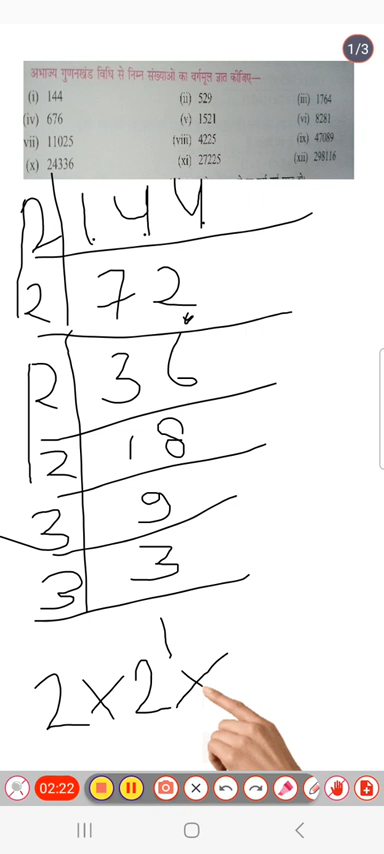 1/3
अभाज्य गुणनखंड विधि से निम्न संख्याओ का वर्गमूल ज्ञात कीजिए—
(i) 144 (ii) 529 (iii) 1764
(iv) 676 (v) 1521 (vi) 8281
vii) 11025 (viii) 4225 (ix) 47089
(x) 24336 (xi) 27225 (xii) 298116
2 144
2 72
2 36
2 18
3 9
3 3
1
2×2×
02:22